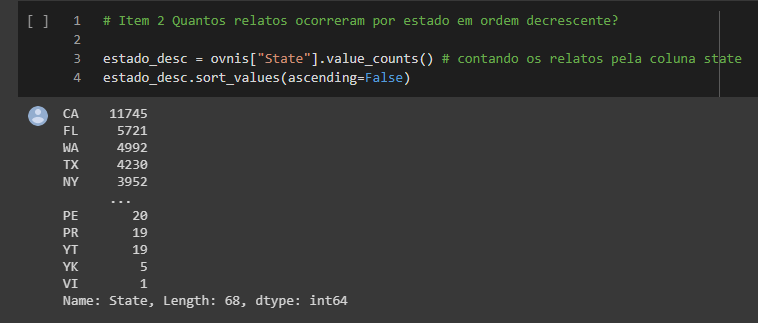 [ ] 1 # Item 2 Quantos relatos ocorreram por estado em ordem decrescente?
2
3 estado_desc = ovnis["State"].value_counts() # contando os relatos pela coluna state
4 estado_desc.sort_values(ascending=False)
CA 11745
FL 5721
WA 4992
TX 4230
NY 3952
...
PE 20
PR 19
YT 19
YK 5
VI 1
Name: State, Length: 68, dtype: int64